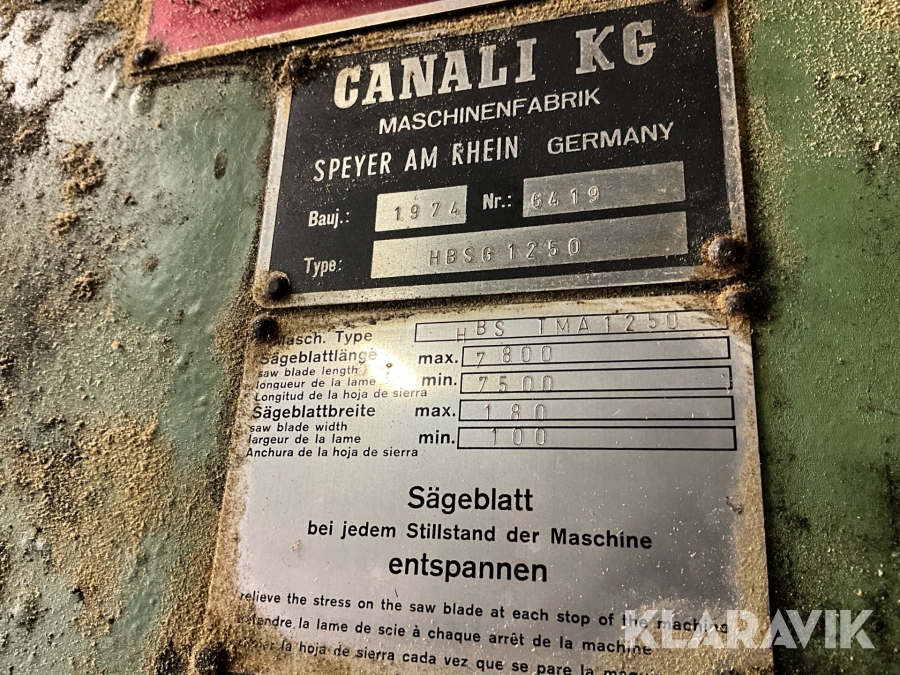 CANALI KG
MASCHINENFABRIK
SPEYER AM RHEIN GERMANY
Bauj.: 1974 Nr.: 6419
Type: HBSG 1250
Masch. Type HBS TMA1250
Sägeblattlänge max. 7800
saw blade length
longueur de la lame min. 7500
Longitud de la hoja de sierra
Sägeblattbreite max. 180
saw blade width
largeur de la lame min. 100
Anchura de la hoja de sierra
Sägeblatt
bei jedem Stillstand der Maschine
entspannen
relieve the stress on the saw blade at each stop of the machine
la lame de scie à chaque arrêt de la machine
la hoja de sierra cada vez que se pare la
KLARAVIK